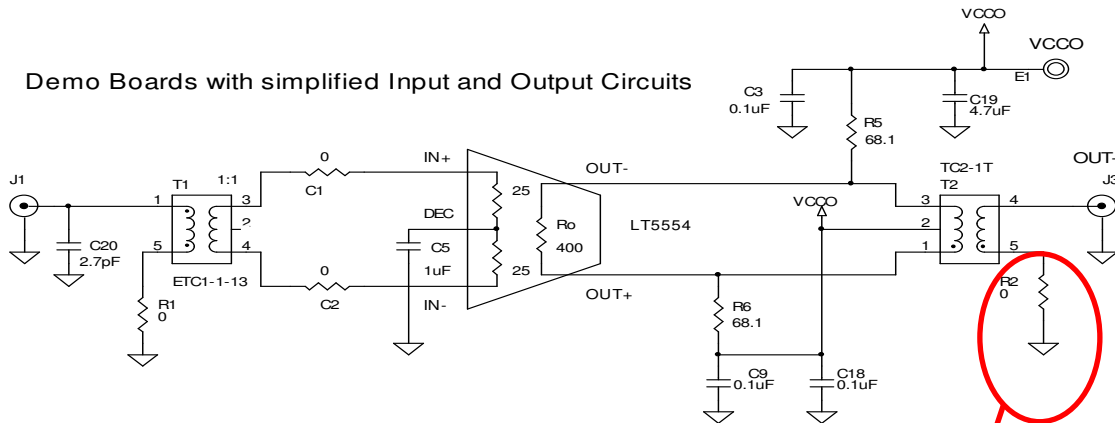 VCCO
VCCO
E1
Demo Boards with simplified Input and Output Circuits
C3
0.1uF
C19
4.7uF
R5
68.1
TC2-1T
T2
OUT-
J3
J1
T1
1:1
0
C1
IN+
OUT-
25
DEC
Ro
400
LT5554
VCCO
1
3
2
4
5
C20
2.7pF
ETC1-1-13
R1
0
C5
1uF
25
0
C2
IN-
OUT+
3
2
1
4
5
R2
0
R6
68.1
C9
0.1uF
C18
0.1uF